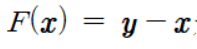 F(x) = y − x